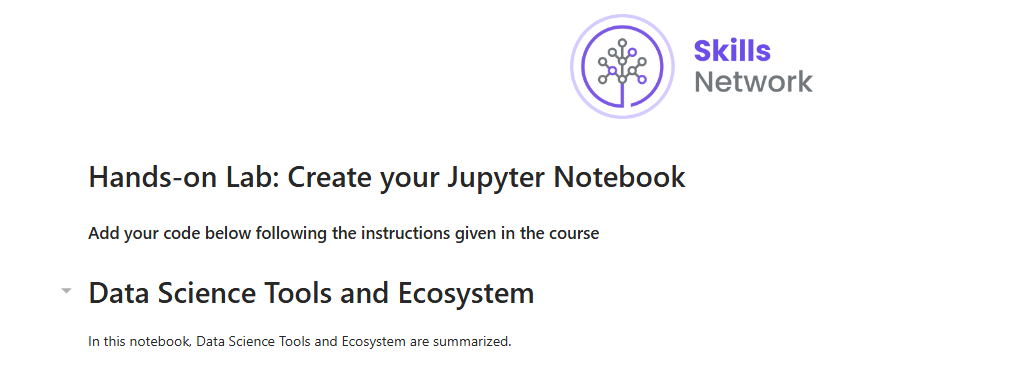 Skills
Network
Hands-on Lab: Create your Jupyter Notebook
Add your code below following the instructions given in the course
Data Science Tools and Ecosystem
In this notebook, Data Science Tools and Ecosystem are summarized.